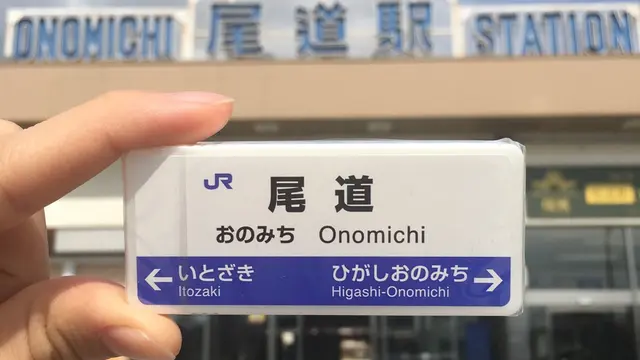 ONOMICHI 尾道駅 STATION
JR
尾道
おのみち Onomichi
← いとざき ひがしおのみち →
Itozaki Higashi-Onomichi